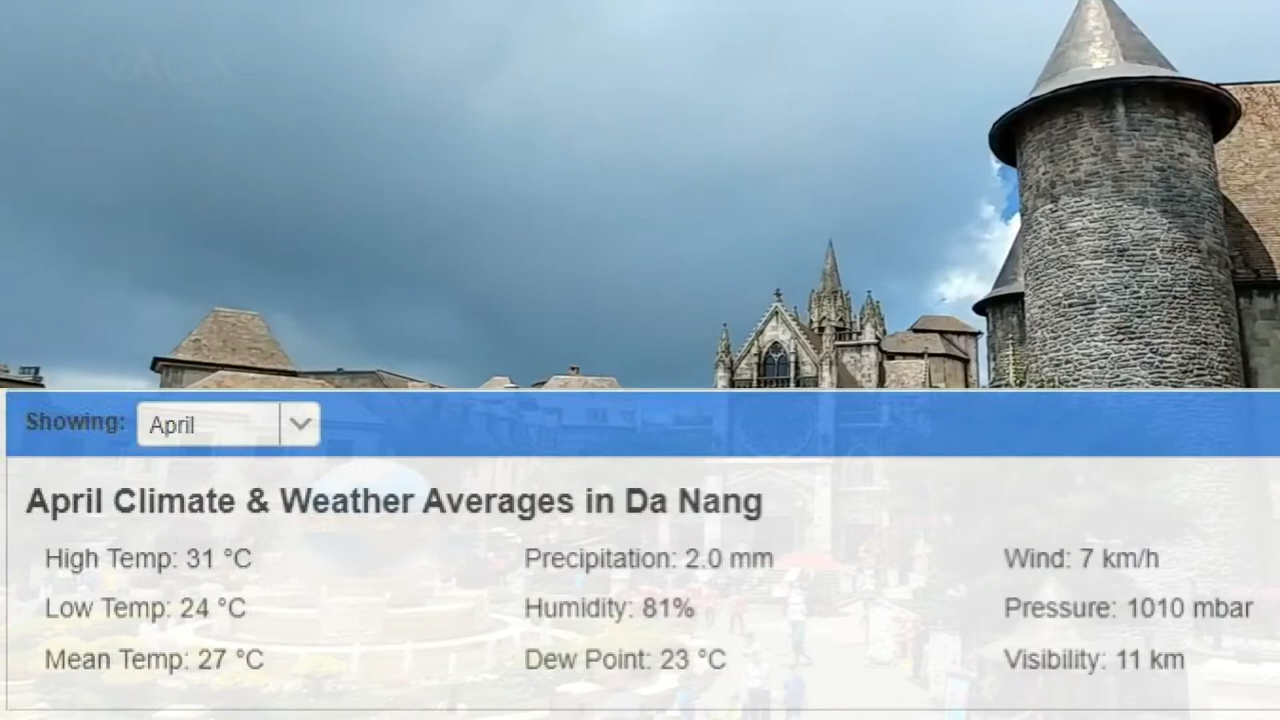 Showing: April
April Climate & Weather Averages in Da Nang
High Temp: 31 °C Precipitation: 2.0 mm Wind: 7 km/h
Low Temp: 24 °C Humidity: 81% Pressure: 1010 mbar
Mean Temp: 27 °C Dew Point: 23 °C Visibility: 11 km